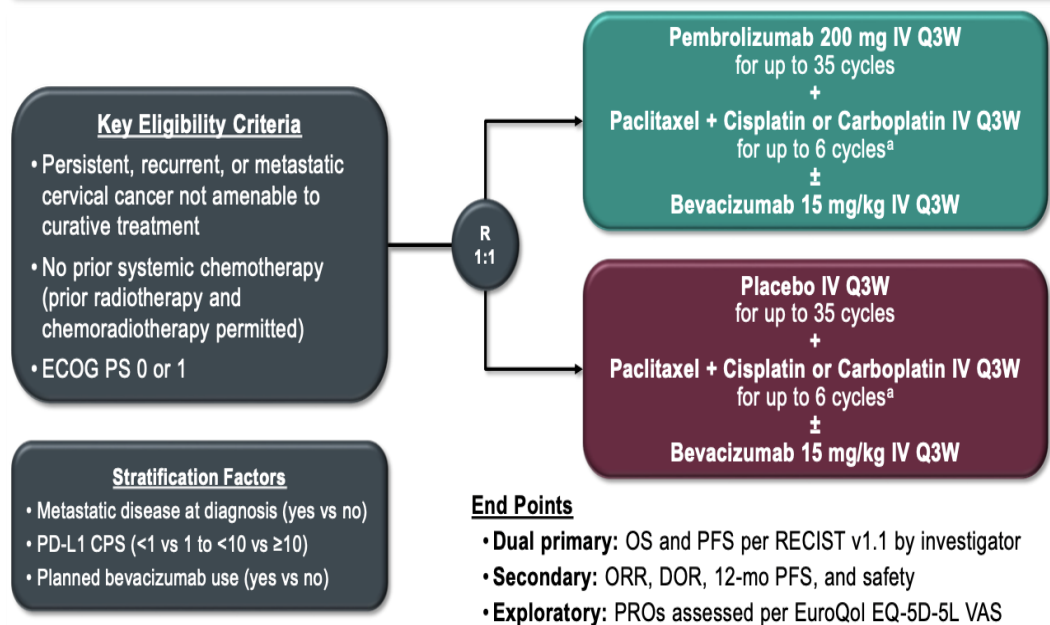 Key Eligibility Criteria
• Persistent, recurrent, or metastatic
cervical cancer not amenable to
curative treatment
• No prior systemic chemotherapy
(prior radiotherapy and
chemoradiotherapy permitted)
• ECOG PS 0 or 1
R
1:1
Pembrolizumab 200 mg IV Q3W
for up to 35 cycles
+
Paclitaxel + Cisplatin or Carboplatin IV Q3W
for up to 6 cyclesª
±
Bevacizumab 15 mg/kg IV Q3W
Placebo IV Q3W
for up to 35 cycles
+
Paclitaxel + Cisplatin or Carboplatin IV Q3W
for up to 6 cyclesª
±
Bevacizumab 15 mg/kg IV Q3W
Stratification Factors
• Metastatic disease at diagnosis (yes vs no)
• PD-L1 CPS (<1 vs 1 to <10 vs ≥10)
• Planned bevacizumab use (yes vs no)
End Points
• Dual primary: OS and PFS per RECIST v1.1 by investigator
• Secondary: ORR, DOR, 12-mo PFS, and safety
• Exploratory: PROs assessed per EuroQol EQ-5D-5L VAS